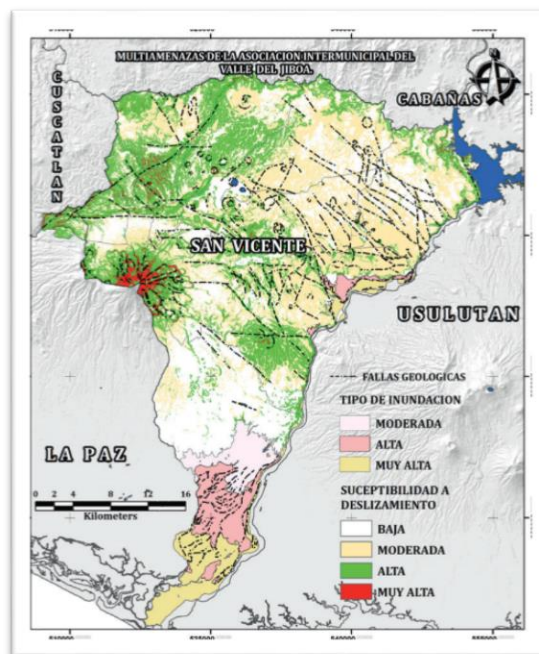 MULTIAMENAZAS DE LA ASOCIACION INTERMUNICIPAL DEL
VALLE DEL JIBOA.
CUSCATLAN
CABAÑAS
SAN VICENTE
USULUTAN
LA PAZ
0 2 4 8 12 16
Kilometers
FALLAS GEOLOGICAS
TIPO DE INUNDACION
MODERADA
ALTA
MUY ALTA
SUCEPTIBILIDAD A
DESLIZAMIENTO
BAJA
MODERADA
ALTA
MUY ALTA